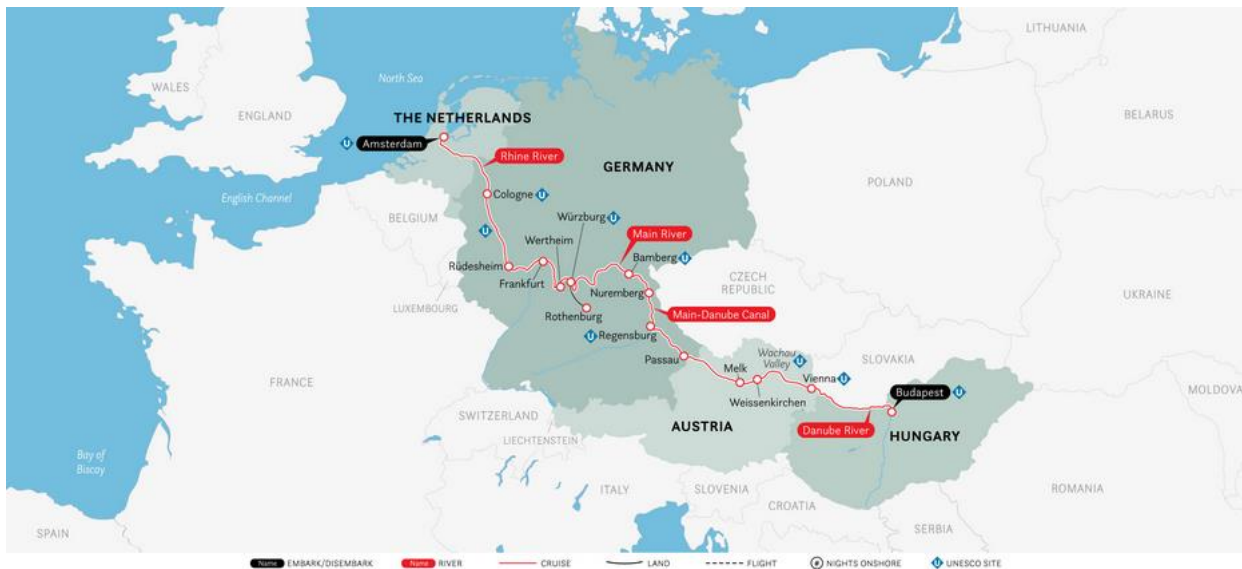 LITHUANIA
North Sea
WALES
ENGLAND
BELARUS
THE NETHERLANDS
U
Amsterdam
Rhine River
GERMANY
POLAND
English Channel
Cologne
U
BELGIUM
Würzburg
U
U
Wertheim
Main River
Bamberg
U
Rüdesheim
Frankfurt
CZECH
REPUBLIC
Nuremberg
UKRAINE
LUXEMBOURG
Rothenburg
Main-Danube Canal
U
Regensburg
Passau
Wachau
Valley
U
SLOVAKIA
Melk
Vienna
U
FRANCE
Weissenkirchen
Budapest
U
MOLDOVA
SWITZERLAND
AUSTRIA
Danube River
HUNGARY
LIECHTENSTEIN
Bay of
Biscay
ITALY
SLOVENIA
CROATIA
ROMANIA
SPAIN
SERBIA
Name EMBARK/DISEMBARK
Name RIVER
CRUISE
LAND
FLIGHT
NIGHTS ONSHORE
U UNESCO SITE